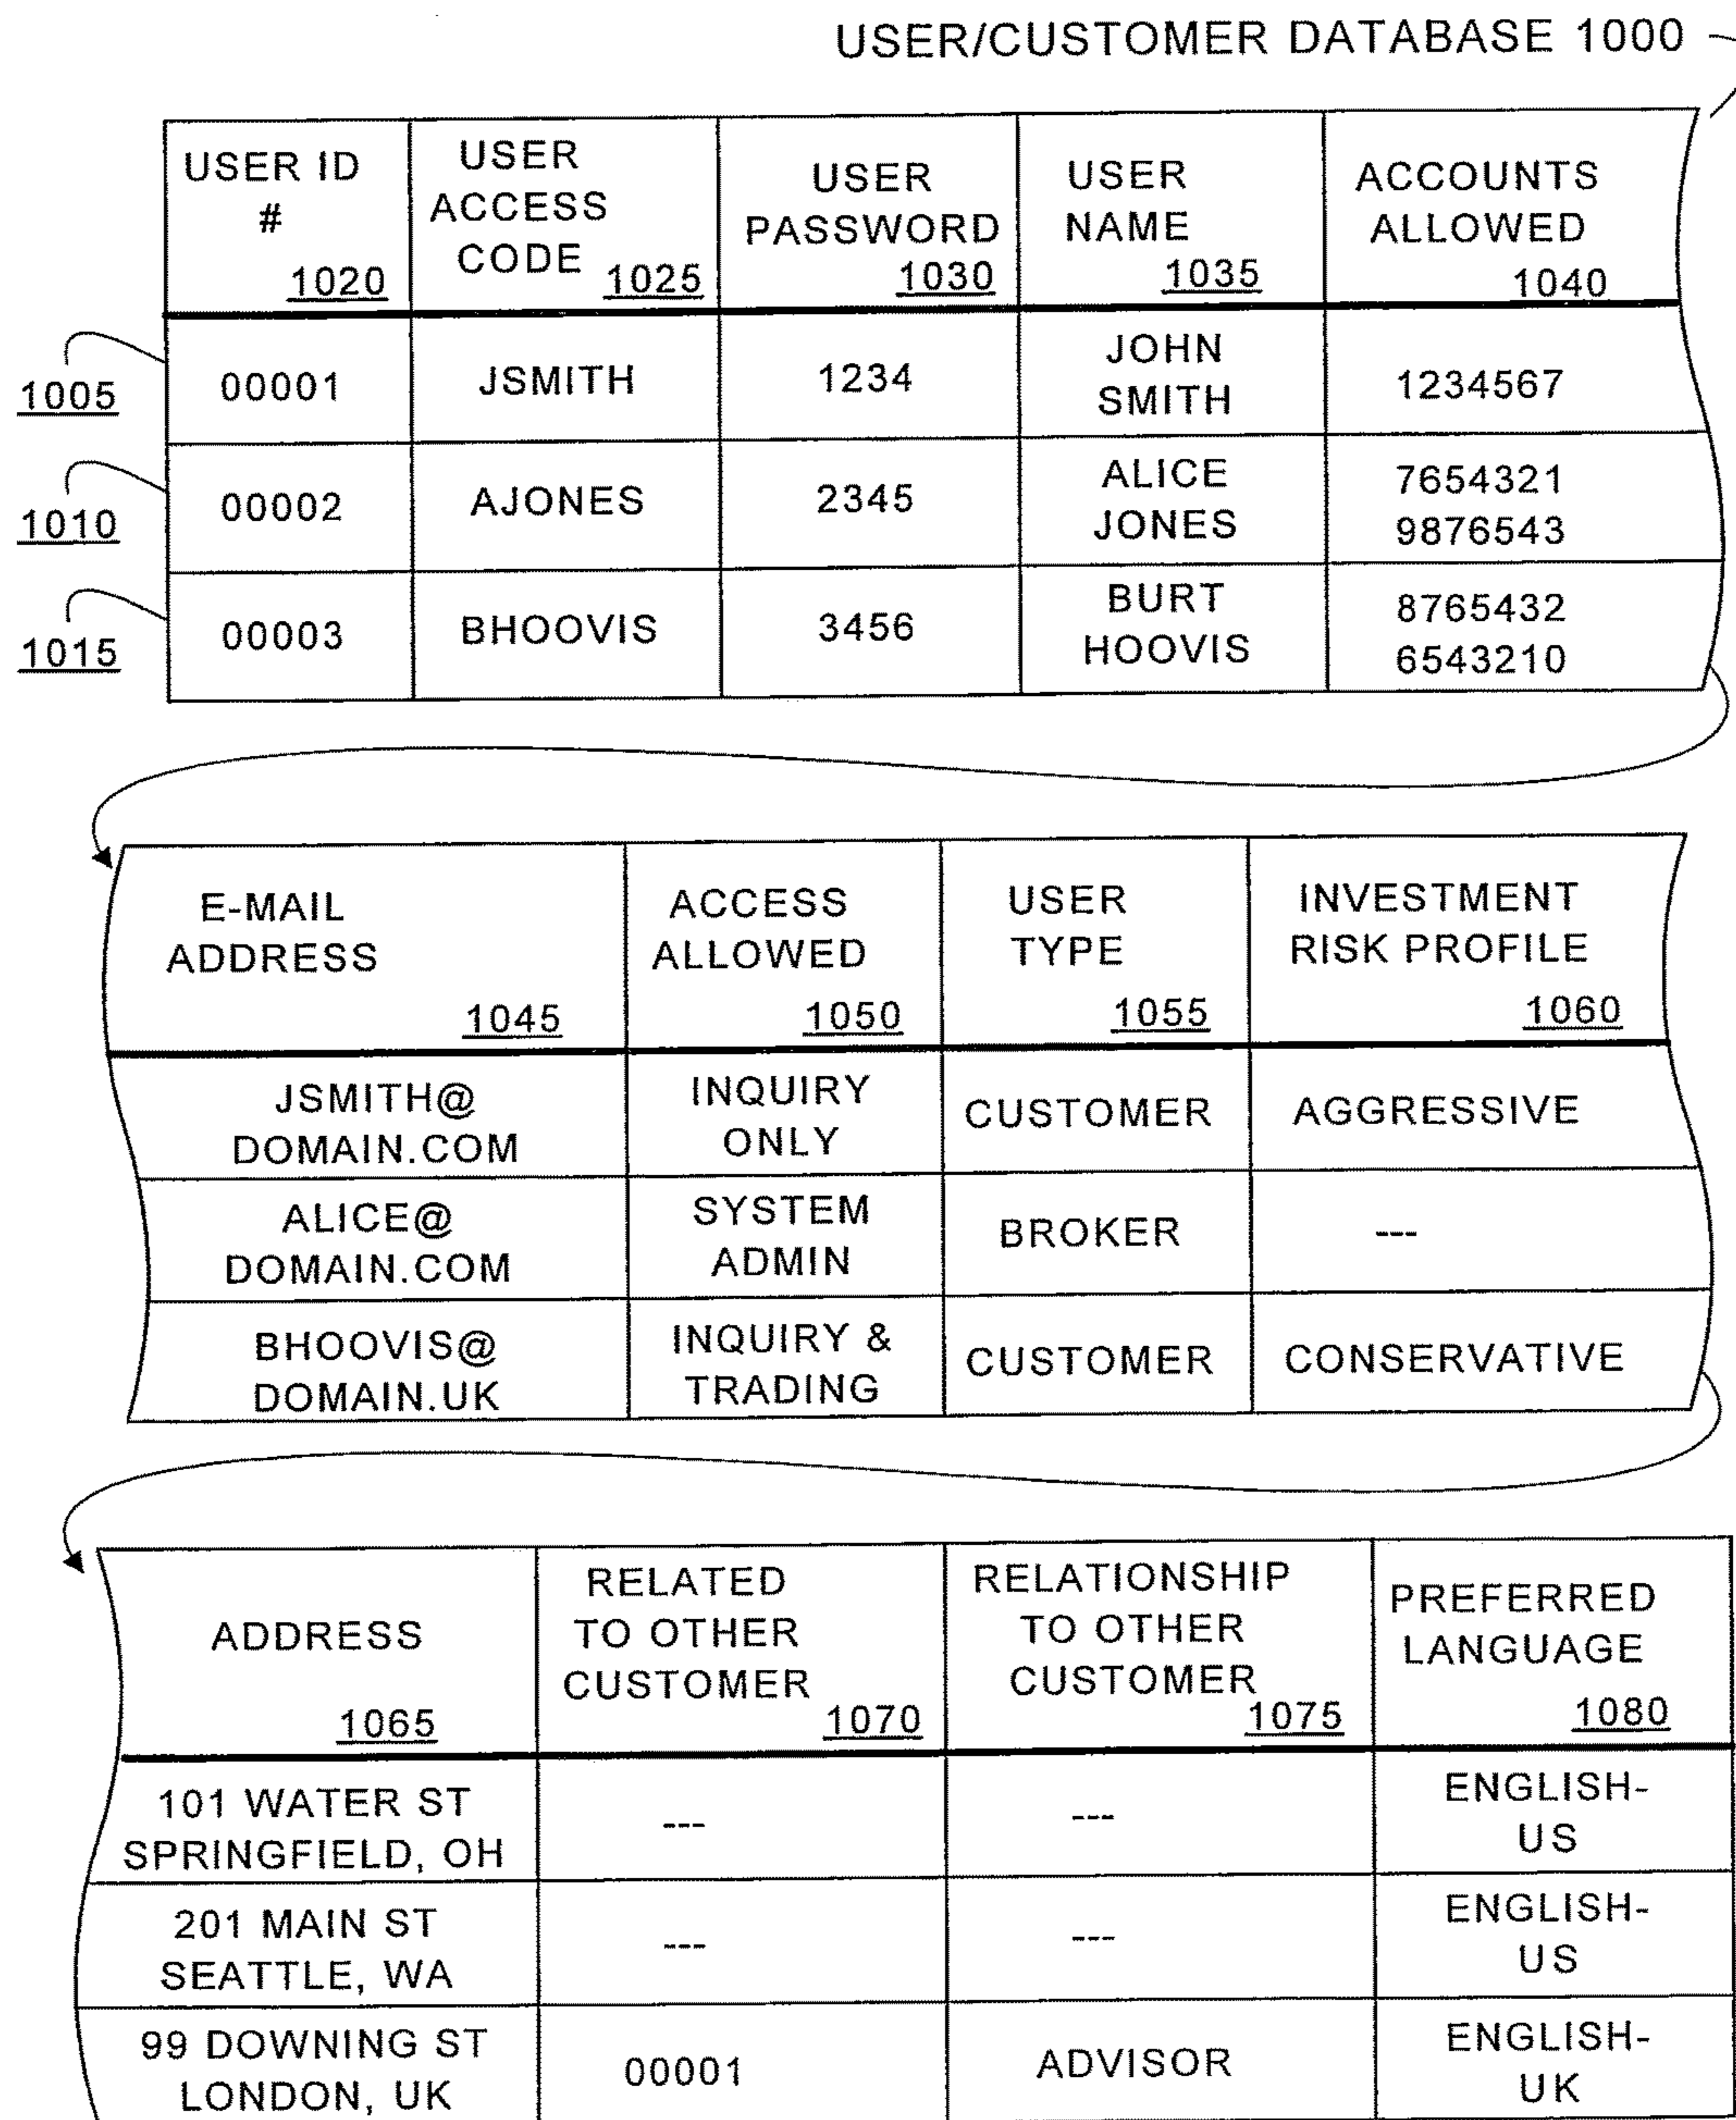 USER/CUSTOMER DATABASE 1000
USER ID
#
1020
USER
ACCESS
CODE 1025
USER
PASSWORD
1030
USER
NAME
1035
ACCOUNTS
ALLOWED
1040
1005
00001
JSMITH
1234
JOHN
SMITH
1234567
1010
00002
AJONES
2345
ALICE
JONES
7654321
9876543
1015
00003
BHOOVIS
3456
BURT
HOOVIS
8765432
6543210
E-MAIL
ADDRESS
1045
ACCESS
ALLOWED
1050
USER
TYPE
1055
INVESTMENT
RISK PROFILE
1060
JSMITH@
DOMAIN.COM
INQUIRY
ONLY
CUSTOMER
AGGRESSIVE
ALICE@
DOMAIN.COM
SYSTEM
ADMIN
BROKER
---
BHOOVIS@
DOMAIN.UK
INQUIRY &
TRADING
CUSTOMER
CONSERVATIVE
ADDRESS
1065
RELATED
TO OTHER
CUSTOMER
1070
RELATIONSHIP
TO OTHER
CUSTOMER
1075
PREFERRED
LANGUAGE
1080
101 WATER ST
SPRINGFIELD, OH
---
---
ENGLISH-
US
201 MAIN ST
SEATTLE, WA
---
---
ENGLISH-
US
99 DOWNING ST
LONDON, UK
00001
ADVISOR
ENGLISH-
UK